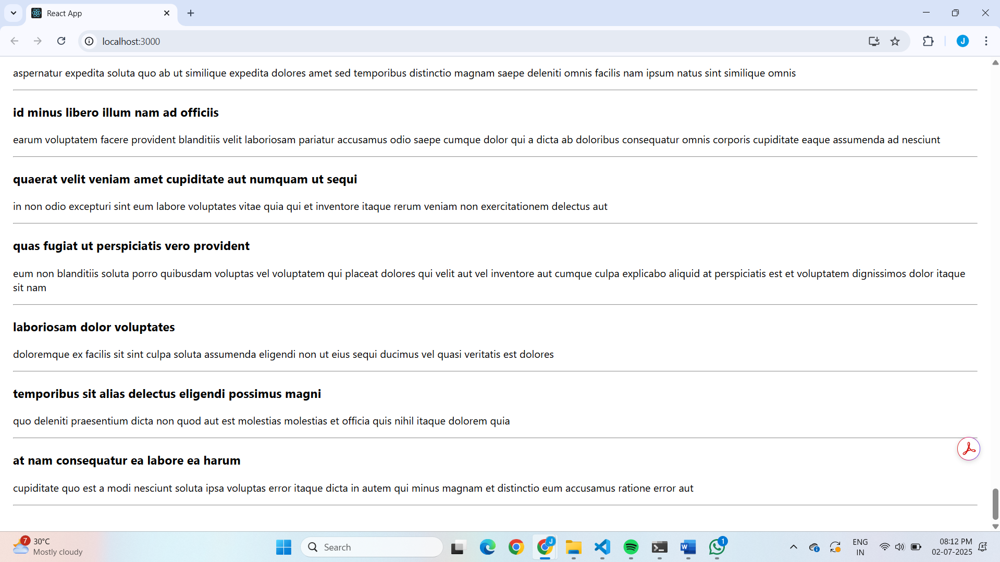 React App
localhost:3000
J
aspernatur expedita soluta quo ab ut similique expedita dolores amet sed temporibus distinctio magnam saepe deleniti omnis facilis nam ipsum natus sint similique omnis
id minus libero illum nam ad officiis
earum voluptatem facere provident blanditiis velit laboriosam pariatur accusamus odio saepe cumque dolor qui a dicta ab doloribus consequatur omnis corporis cupiditate eaque assumenda ad nesciunt
quaerat velit veniam amet cupiditate aut numquam ut sequi
in non odio excepturi sint eum labore voluptates vitae quia qui et inventore itaque rerum veniam non exercitationem delectus aut
quas fugiat ut perspiciatis vero provident
eum non blanditiis soluta porro quibusdam voluptas vel voluptatem qui placeat dolores qui velit aut vel inventore aut cumque culpa explicabo aliquid at perspiciatis est et voluptatem dignissimos dolor itaque
sit nam
laboriosam dolor voluptates
doloremque ex facilis sit sint culpa soluta assumenda eligendi non ut eius sequi ducimus vel quasi veritatis est dolores
temporibus sit alias delectus eligendi possimus magni
quo deleniti praesentium dicta non quod aut est molestias molestias et officia quis nihil itaque dolorem quia
at nam consequatur ea labore ea harum
cupiditate quo est a modi nesciunt soluta ipsa voluptas error itaque dicta in autem qui minus magnam et distinctio eum accusamus ratione error aut
7
30°C
Mostly cloudy
Search
J
W
1
ENG
IN
08:12 PM
02-07-2025